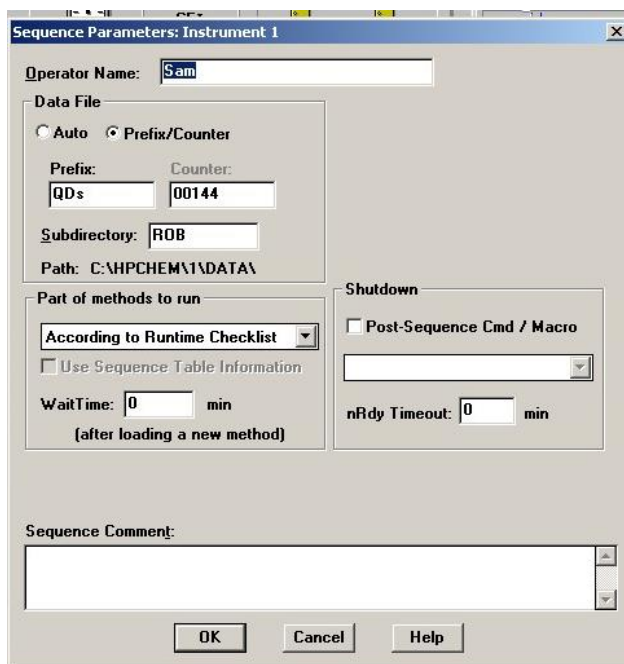 Sequence Parameters: Instrument 1
Operator Name: Sam
Data File
Auto Prefix/Counter
Prefix: Counter:
QDs 00144
Subdirectory: ROB
Path: C:\HPCHEM\1\DATA\
Part of methods to run
According to Runtime Checklist
Use Sequence Table Information
WaitTime: 0 min
(after loading a new method)
Shutdown
Post-Sequence Cmd / Macro
nRdy Timeout: 0 min
Sequence Comment:
OK Cancel Help